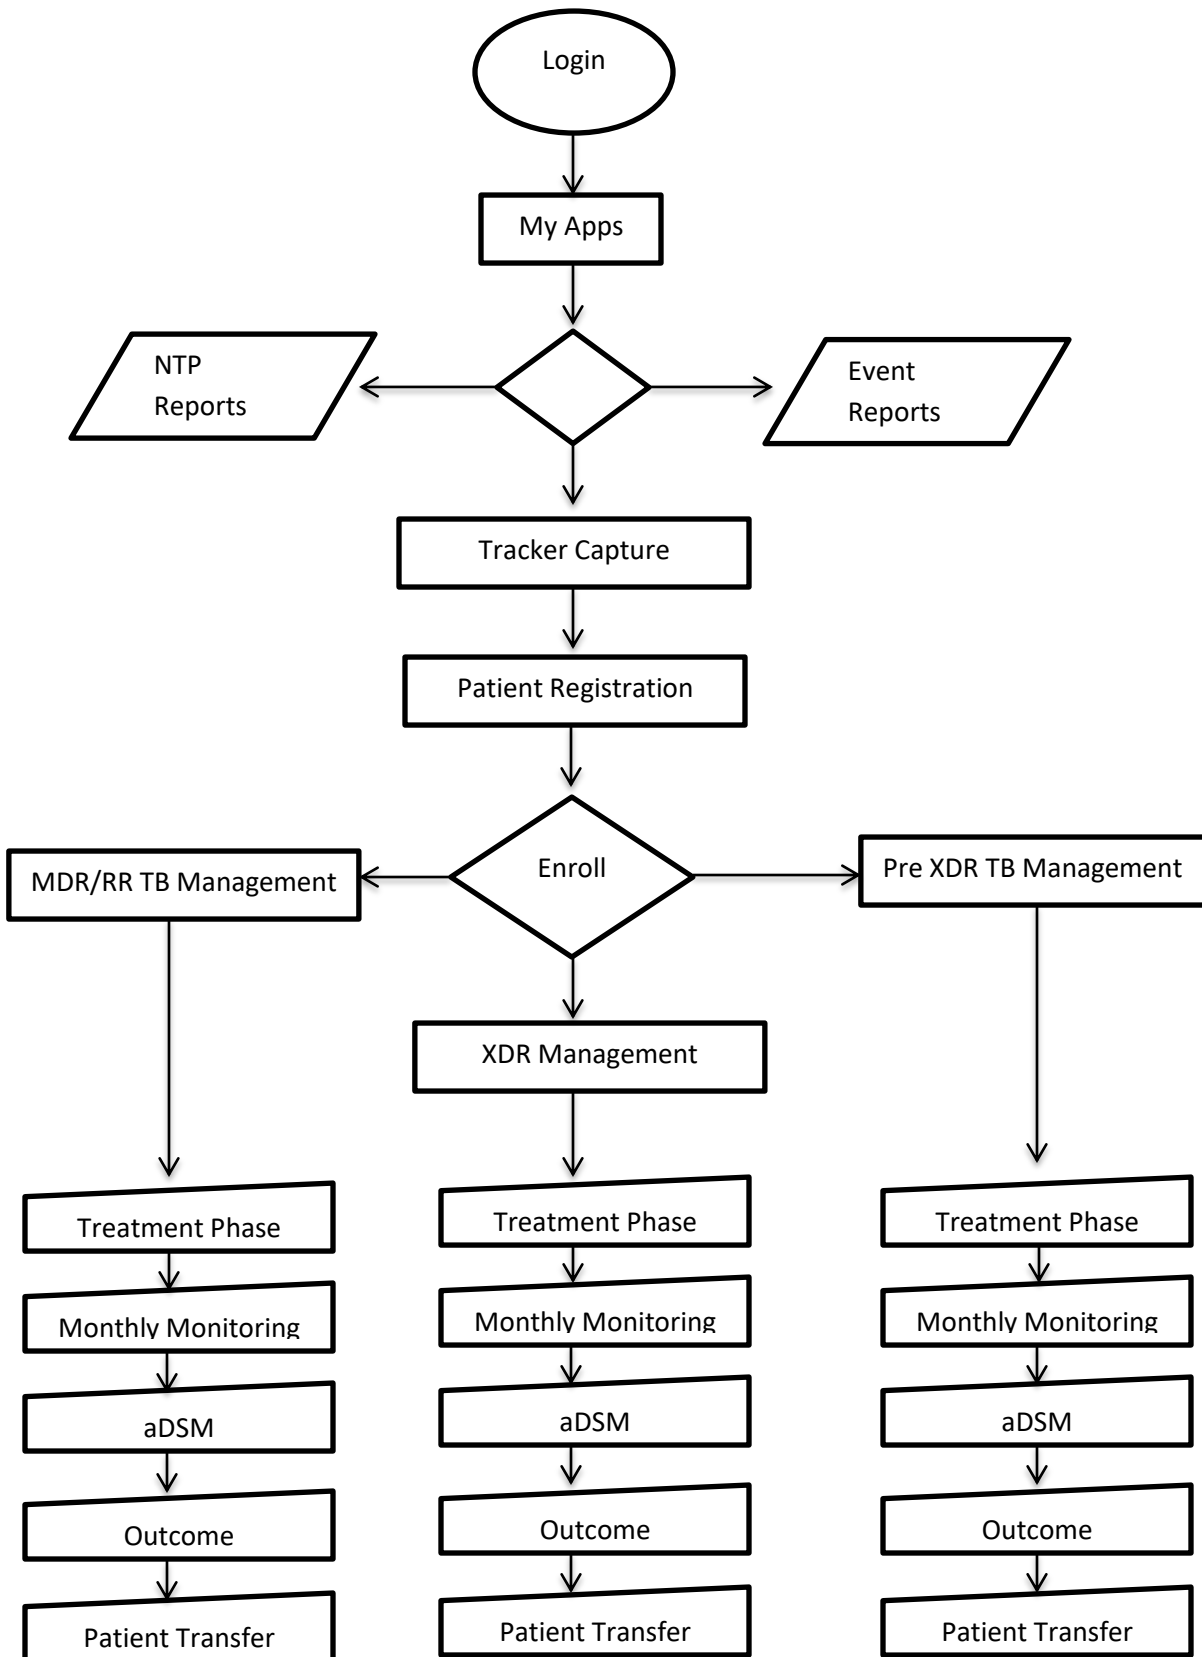 Login
My Apps
NTP
Reports
Event
Reports
Tracker Capture
Patient Registration
MDR/RR TB Management
Enroll
Pre XDR TB Management
XDR Management
Treatment Phase
Treatment Phase
Treatment Phase
Monthly Monitoring
Monthly Monitoring
Monthly Monitoring
aDSM
aDSM
aDSM
Outcome
Outcome
Outcome
Patient Transfer
Patient Transfer
Patient Transfer